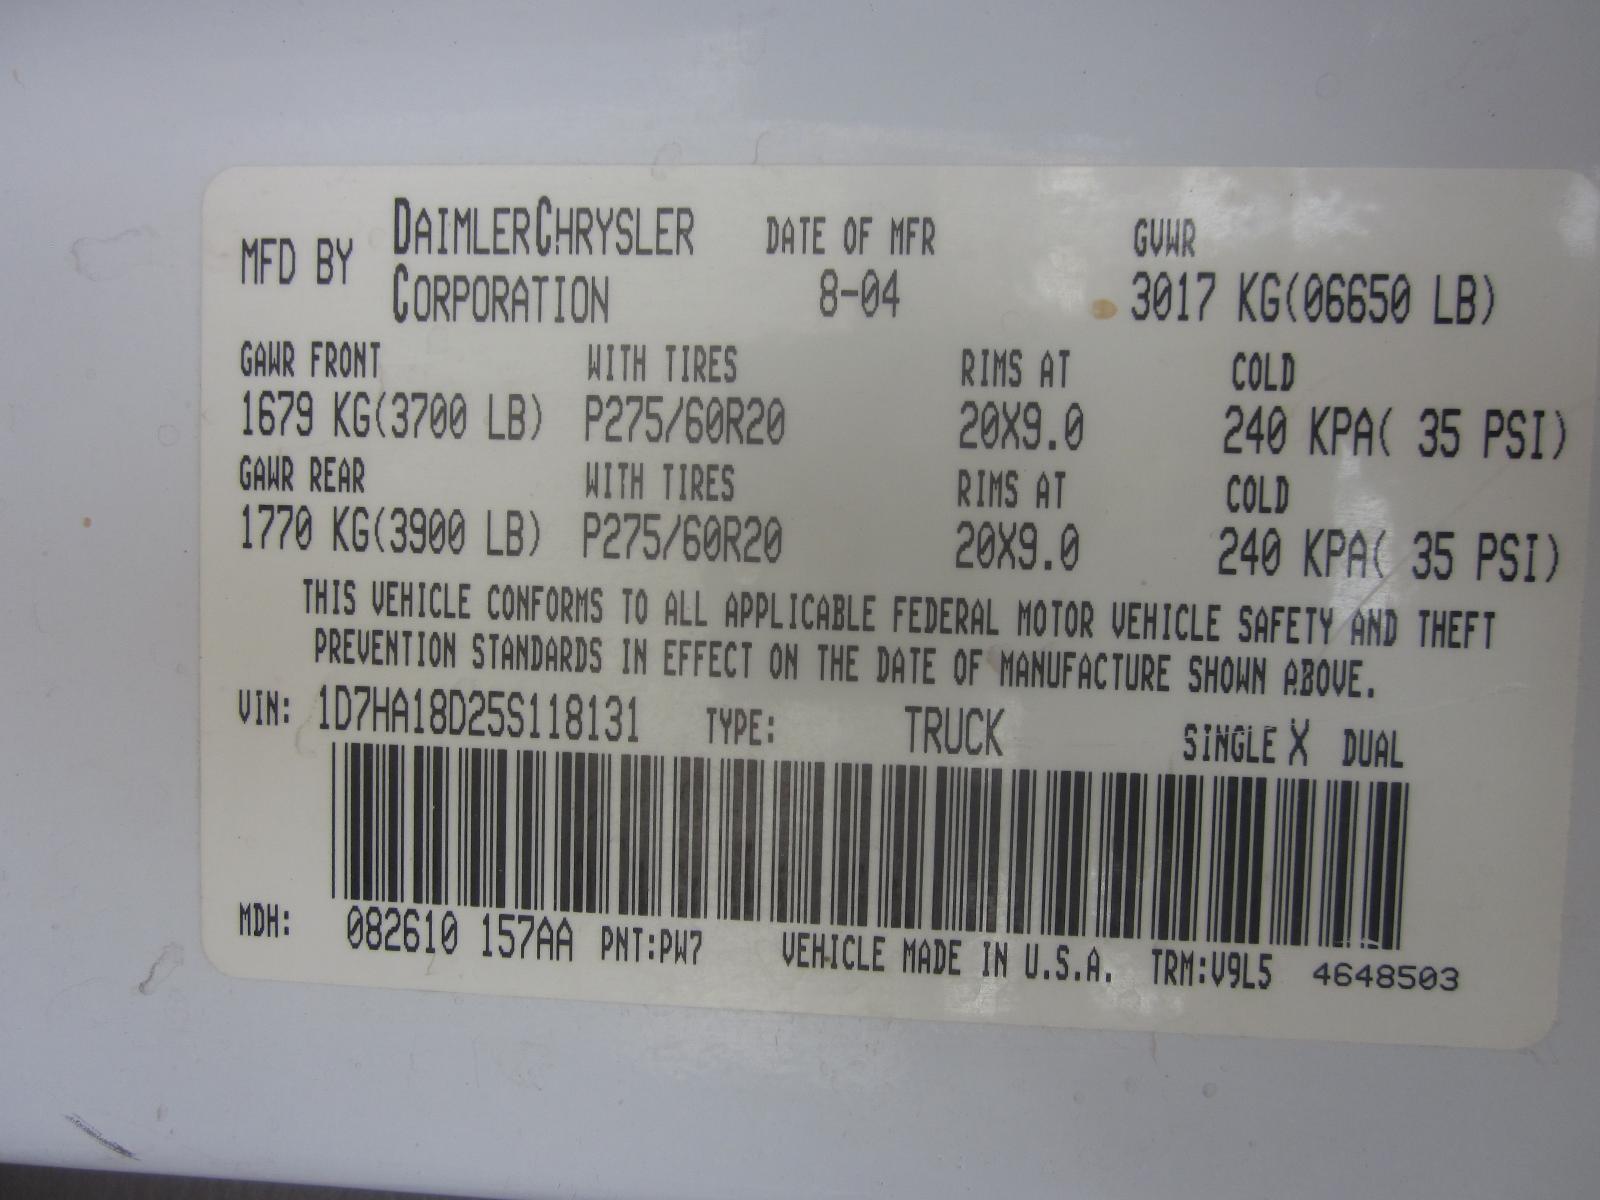 MFD BY DAIMLERCHRYSLER CORPORATION DATE OF MFR 8-04 GVWR 3017 KG(06650 LB)
GAWR FRONT WITH TIRES RIMS AT COLD
1679 KG(3700 LB) P275/60R20 20X9.0 240 KPA( 35 PSI)
GAWR REAR WITH TIRES RIMS AT COLD
1770 KG(3900 LB) P275/60R20 20X9.0 240 KPA( 35 PSI)
THIS VEHICLE CONFORMS TO ALL APPLICABLE FEDERAL MOTOR VEHICLE SAFETY AND THEFT
PREVENTION STANDARDS IN EFFECT ON THE DATE OF MANUFACTURE SHOWN ABOVE.
VIN: 1D7HA18D25S118131 TYPE: TRUCK SINGLE X DUAL
MDH: 082610 157AA PNT:PW7 VEHICLE MADE IN U.S.A. TRM:V9L5 4648503